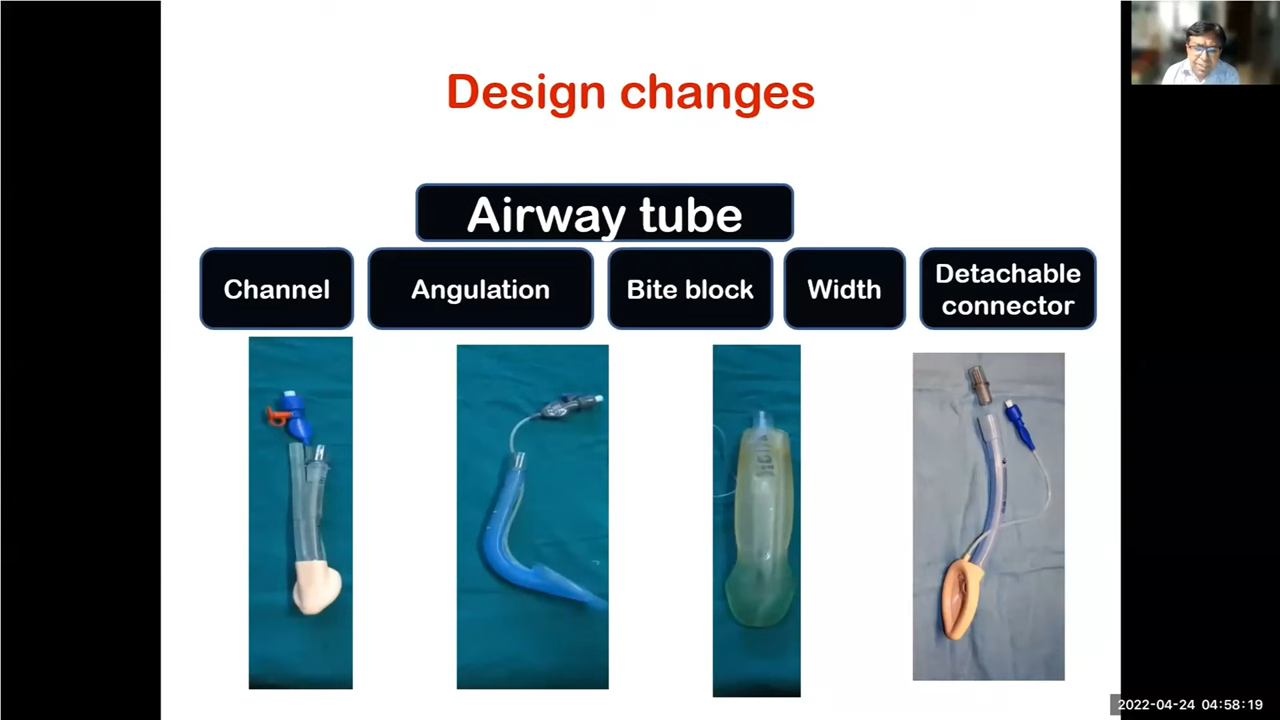 Design changes
Airway tube
Channel
Angulation
Bite block
Width
Detachable
connector
2022-04-24 04:58:19